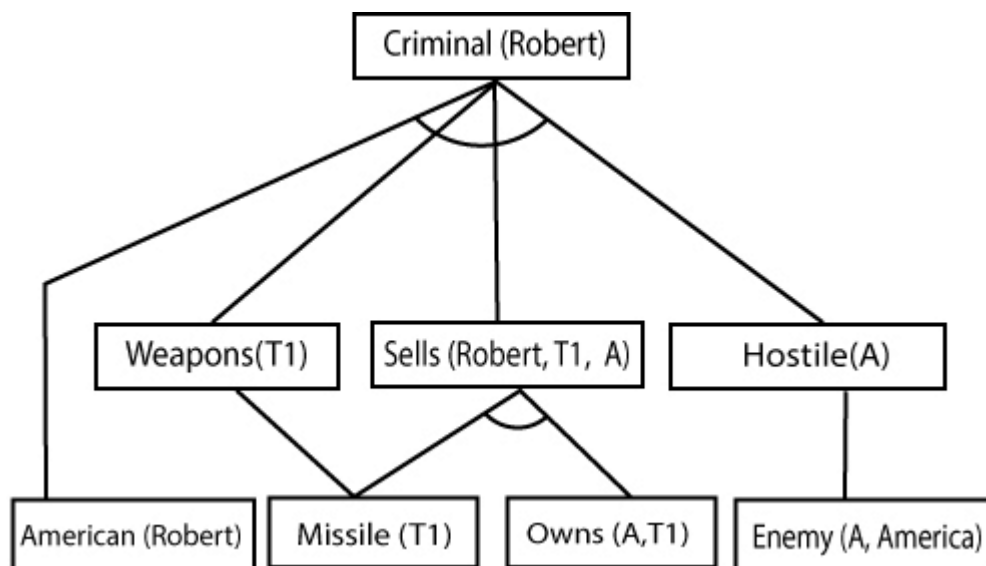 Criminal (Robert)
Weapons(T1)
Sells (Robert, T1, A)
Hostile(A)
American (Robert)
Missile (T1)
Owns (A,T1)
Enemy (A, America)